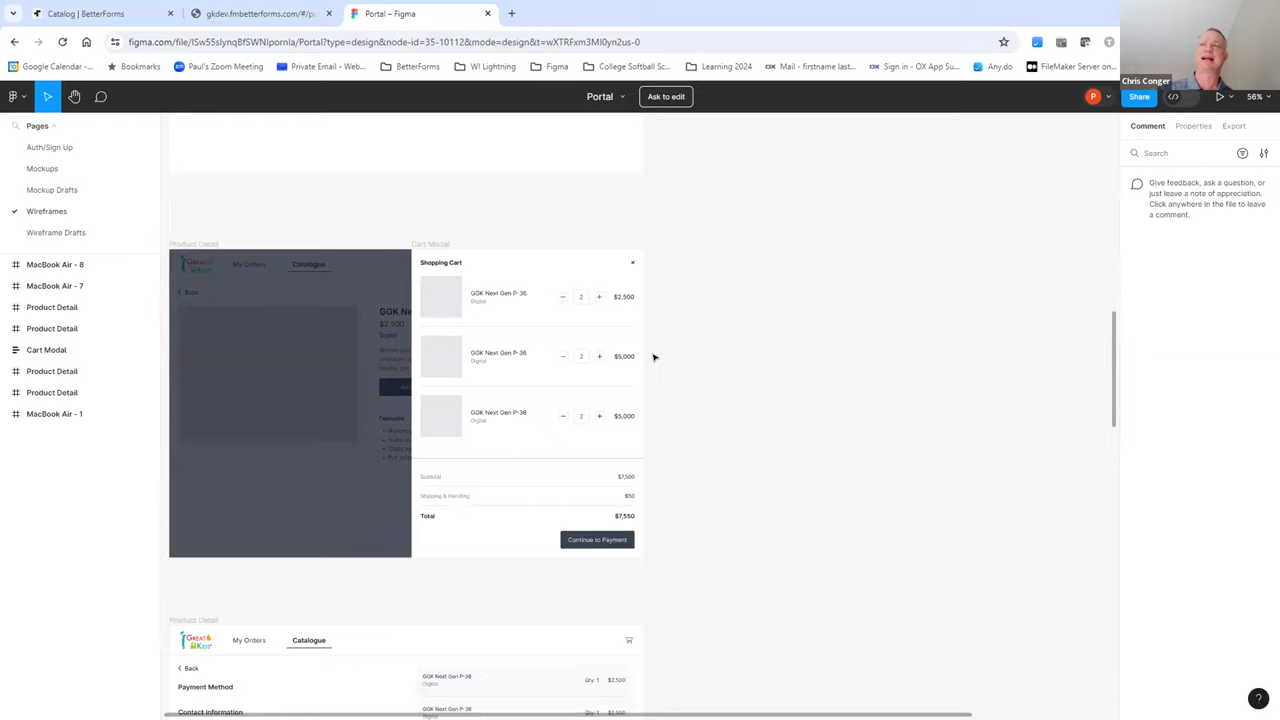 Catalog | BetterForms
gkdev.fmbetterforms.com/#/p
Portal – Figma
figma.com/file/ISw55slynqBfSWNIpornla/Portal?type=design&node-id=35-10112&mode=design&t=wXTRFxm3MI0yn2us-0
Google Calendar -...
Bookmarks
Paul's Zoom Meeting
Private Email - Web...
BetterForms
WI Lightning
Figma
College Softball Sc...
Learning 2024
Mail - firstname last...
Sign in - OX App Su...
Any.do
FileMaker Server on...
Chris Conger
Portal
Ask to edit
P
Share
56%
Pages
Auth/Sign Up
Mockups
Mockup Drafts
Wireframes
Wireframe Drafts
MacBook Air - 8
MacBook Air - 7
Product Detail
Product Detail
Cart Modal
Product Detail
Product Detail
MacBook Air - 1
Product Detail
GREAT
KIDS
My Orders
Catalogue
Back
GGK Ne
$2,300
Digital
Features
Cart Modal
Shopping Cart
GGK Next Gen P-36
Digital
2
$2,500
GGK Next Gen P-36
Digital
2
$5,000
GGK Next Gen P-36
Digital
2
$5,000
Subtotal
$7,500
Shipping & Handling
$50
Total
$7,550
Continue to Payment
Product Detail
GREAT
KIDS
My Orders
Catalogue
Back
Payment Method
Contact Information
GGK Next Gen P-36
Digital
Qty: 1
$2,500
GGK Next Gen P-36
Qty: 1
$2,500
Comment
Properties
Export
Search
Give feedback, ask a question, or
just leave a note of appreciation.
Click anywhere in the file to leave
a comment.
?